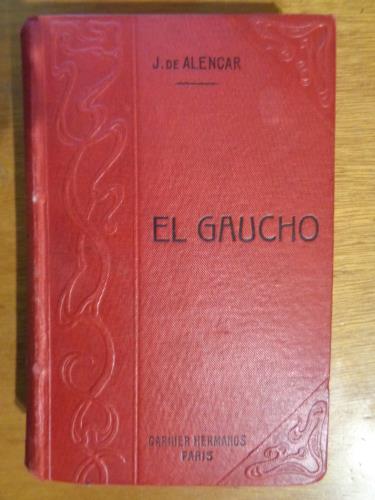 J. DE ALENCAR
EL GAUCHO
GARNIER HERMANOS
PARIS